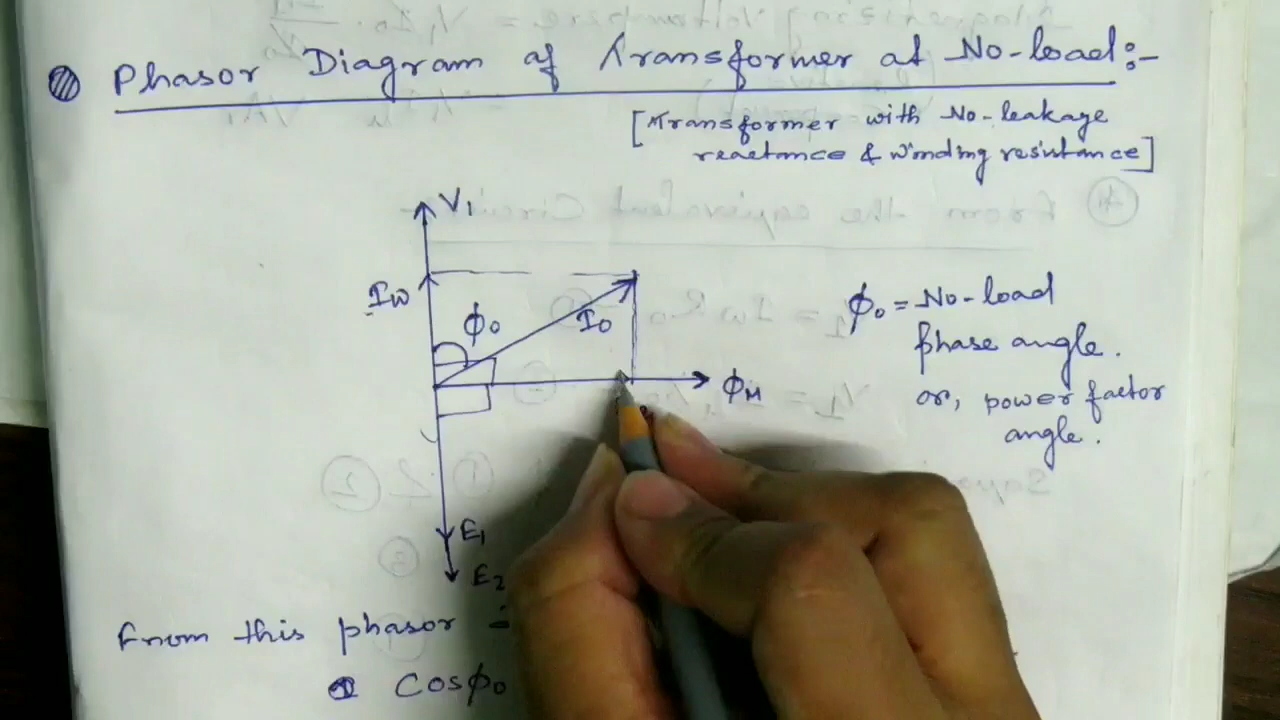 Phasor Diagram of Transformer at No-load:-
[Transformer with No-leakage
reactance & winding resistance]
V1
IW
ϕ0
I0
ϕM
E1
E2
ϕ0 = No-load
phase angle.
or, power factor
angle.
From this phasor
Cosϕ0